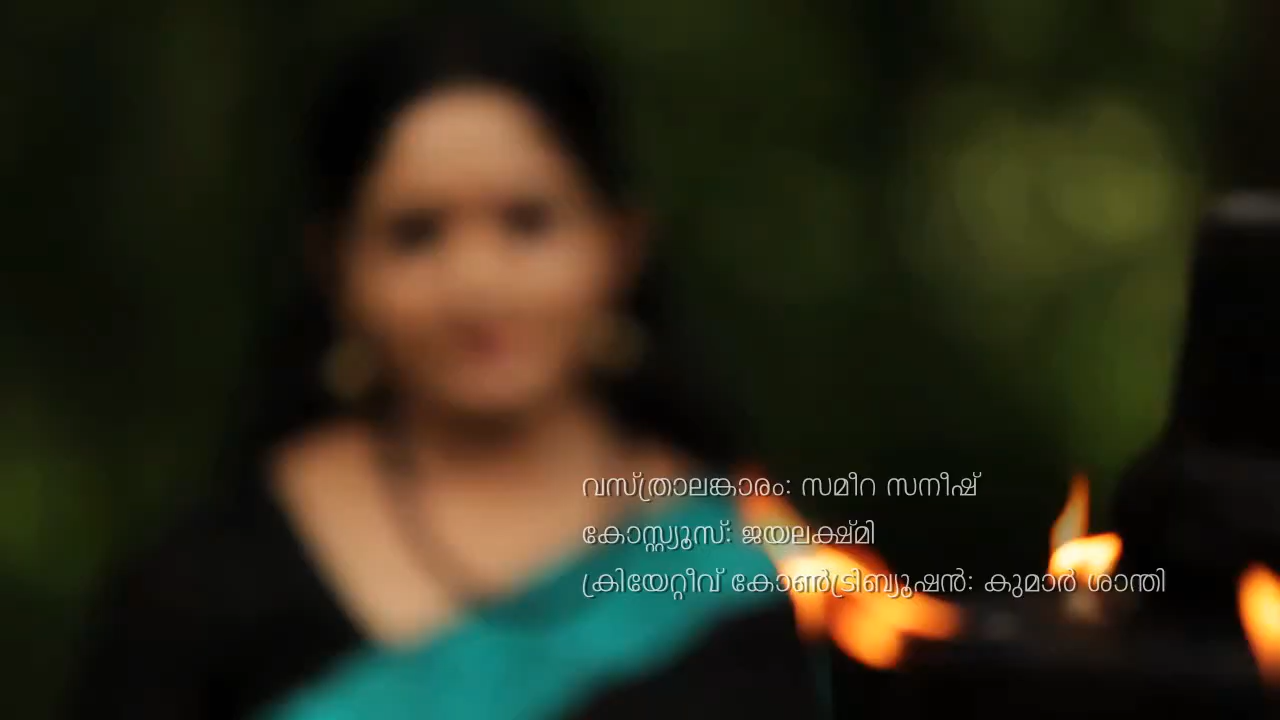 വസ്ത്രാലങ്കാരം: സമീറ സനീഷ്
കോസ്റ്റ്യൂസ്: ജയലക്ഷ്മി
ക്രിയേറ്റീവ് കോൺട്രിബ്യൂഷൻ: കുമാർ ശാന്തി